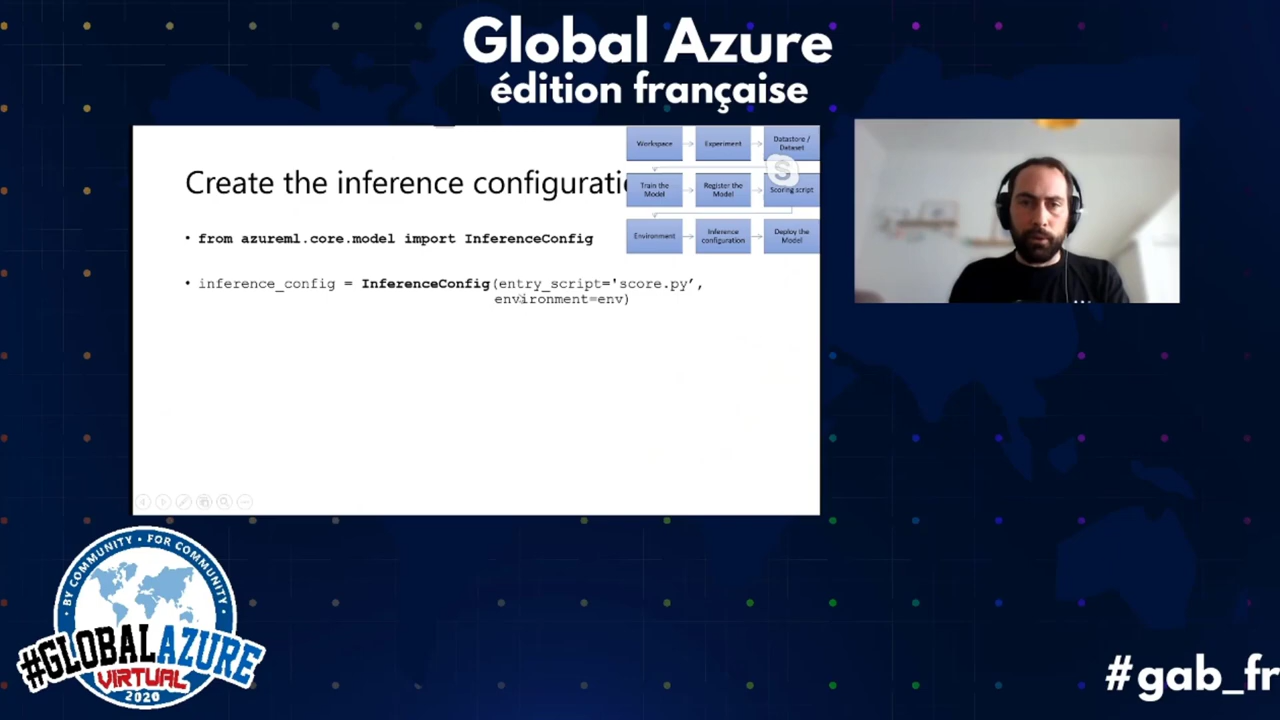 Global Azure
édition française
Create the inference configurati
Workspace
Experiment
Datastore /
Dataset
Train the
Model
Register the
Model
Scoring script
Environment
Inference
configuration
Deploy the
Model
S
• from azureml.core.model import InferenceConfig
• inference_config = InferenceConfig(entry_script='score.py’,
environment=env)
• BY COMMUNITY • FOR COMMUNITY •
#GLOBALAZURE
VIRTUAL
2020
#gab_fr